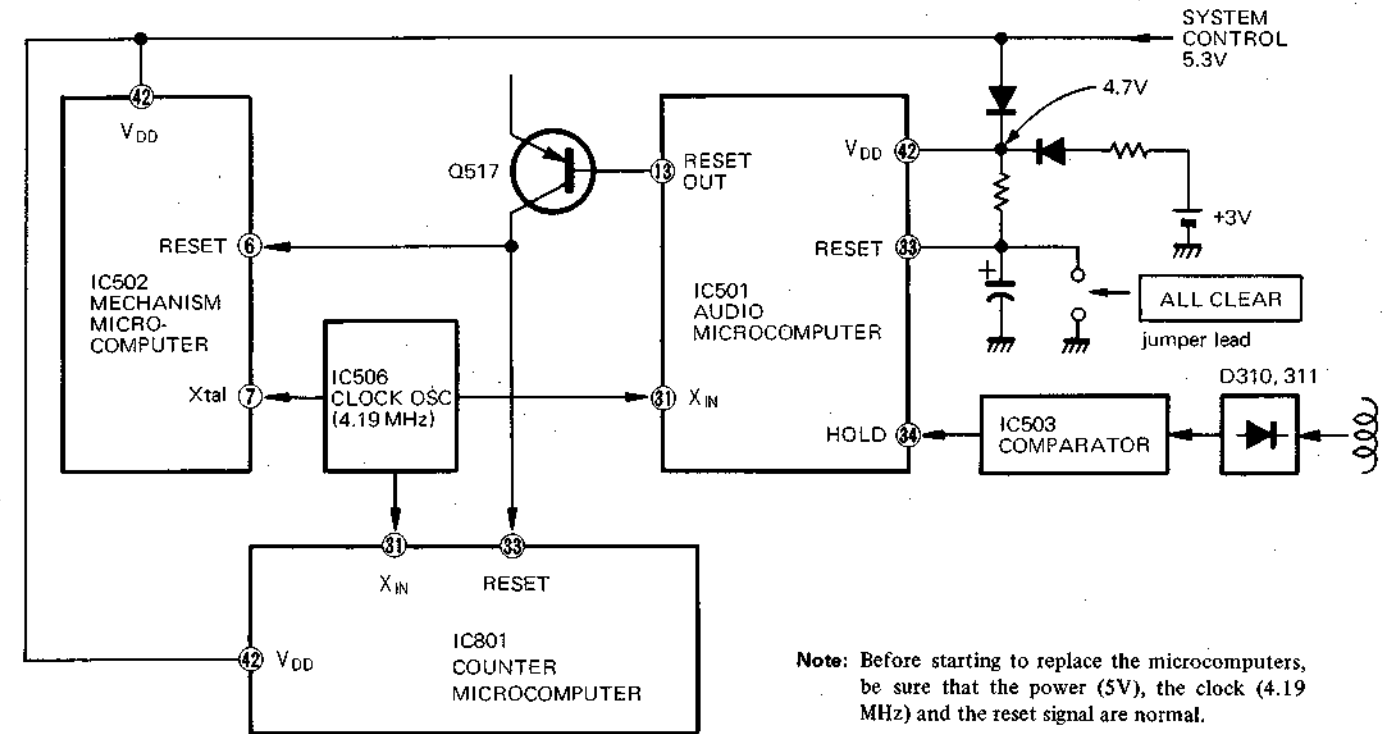 SYSTEM
CONTROL
5.3V
4.7V
42
VDD
Q517
13
RESET
OUT
VDD
42
+3V
RESET
6
RESET
33
+
IC502
MECHANISM
MICRO-
COMPUTER
IC501
AUDIO
MICROCOMPUTER
ALL CLEAR
jumper lead
IC506
CLOCK OSC
(4.19 MHz)
Xtal
7
31
XIN
D310, 311
HOLD
34
IC503
COMPARATOR
31
33
XIN
RESET
42
VDD
IC801
COUNTER
MICROCOMPUTER
Note: Before starting to replace the microcomputers,
be sure that the power (5V), the clock (4.19
MHz) and the reset signal are normal.